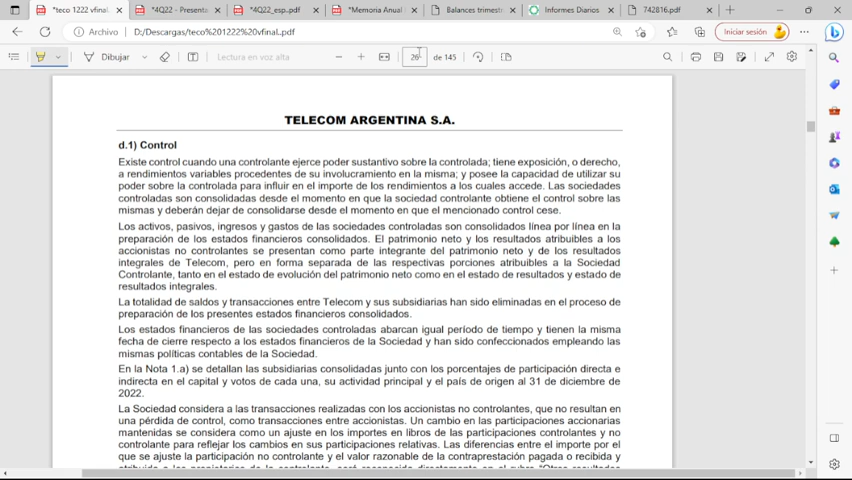 *teco 1222 vfinal.
*4Q22 - Presenta
*4Q22_esp.pdf
*Memoria Anual
Balances trimestr
Informes Diarios
742816.pdf
Archivo
D:/Descargas/teco%201222%20vfinal..pdf
Iniciar sesión
Dibujar
Lectura en voz alta
26
de 145
TELECOM ARGENTINA S.A.
d.1) Control
Existe control cuando una controlante ejerce poder sustantivo sobre la controlada; tiene exposición, o derecho,
a rendimientos variables procedentes de su involucramiento en la misma; y posee la capacidad de utilizar su
poder sobre la controlada para influir en el importe de los rendimientos a los cuales accede. Las sociedades
controladas son consolidadas desde el momento en que la sociedad controlante obtiene el control sobre las
mismas y deberán dejar de consolidarse desde el momento en que el mencionado control cese.
Los activos, pasivos, ingresos y gastos de las sociedades controladas son consolidados línea por línea en la
preparación de los estados financieros consolidados. El patrimonio neto y los resultados atribuibles a los
accionistas no controlantes se presentan como parte integrante del patrimonio neto y de los resultados
integrales de Telecom, pero en forma separada de las respectivas porciones atribuibles a la Sociedad
Controlante, tanto en el estado de evolución del patrimonio neto como en el estado de resultados y estado de
resultados integrales.
La totalidad de saldos y transacciones entre Telecom y sus subsidiarias han sido eliminadas en el proceso de
preparación de los presentes estados financieros consolidados.
Los estados financieros de las sociedades controladas abarcan igual período de tiempo y tienen la misma
fecha de cierre respecto a los estados financieros de la Sociedad y han sido confeccionados empleando las
mismas políticas contables de la Sociedad.
En la Nota 1.a) se detallan las subsidiarias consolidadas junto con los porcentajes de participación directa e
indirecta en el capital y votos de cada una, su actividad principal y el país de origen al 31 de diciembre de
2022.
La Sociedad considera a las transacciones realizadas con los accionistas no controlantes, que no resultan en
una pérdida de control, como transacciones entre accionistas. Un cambio en las participaciones accionarias
mantenidas se considera como un ajuste en los importes en libros de las participaciones controlantes y no
controlante para reflejar los cambios en sus participaciones relativas. Las diferencias entre el importe por el
que se ajuste la participación no controlante y el valor razonable de la contraprestación pagada o recibida y